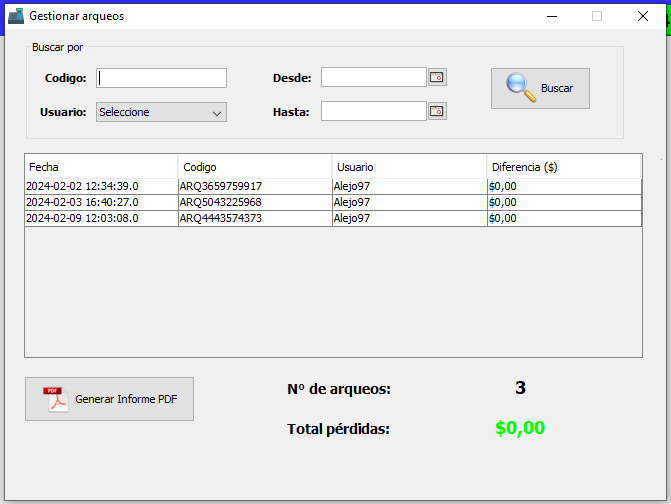 Gestionar arqueos
Buscar por
Codigo:
Desde:
Buscar
Usuario: Seleccione
Hasta:
Fecha Codigo Usuario Diferencia ($)
2024-02-02 12:34:39.0 ARQ3659759917 Alejo97 $0,00
2024-02-03 16:40:27.0 ARQ5043225968 Alejo97 $0,00
2024-02-09 12:03:08.0 ARQ4443574373 Alejo97 $0,00
PDF
Generar Informe PDF
Nº de arqueos: 3
Total pérdidas: $0,00